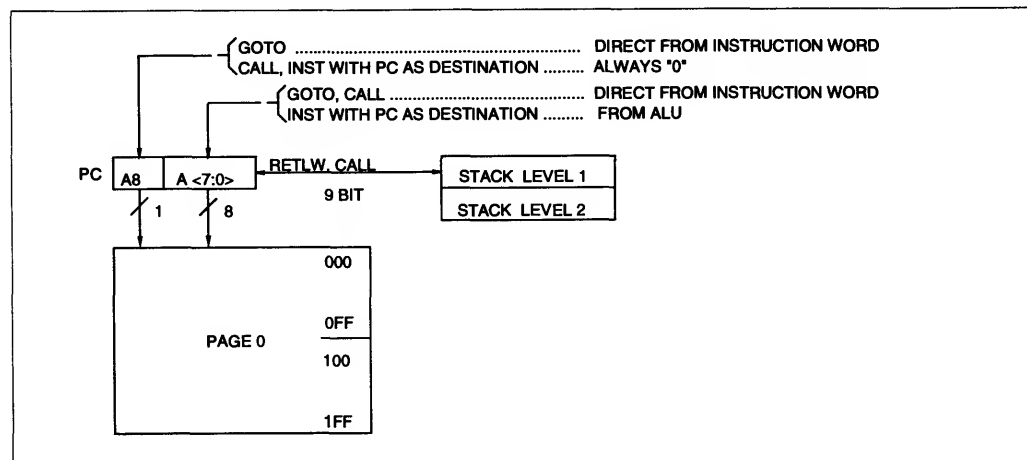 GOTO ........................................................ DIRECT FROM INSTRUCTION WORD
CALL, INST WITH PC AS DESTINATION ......... ALWAYS "0"
GOTO, CALL ...................................... DIRECT FROM INSTRUCTION WORD
INST WITH PC AS DESTINATION ......... FROM ALU
PC A8 A <7:0> RETLW, CALL STACK LEVEL 1
9 BIT
1 8 STACK LEVEL 2
000
0FF
PAGE 0
100
1FF